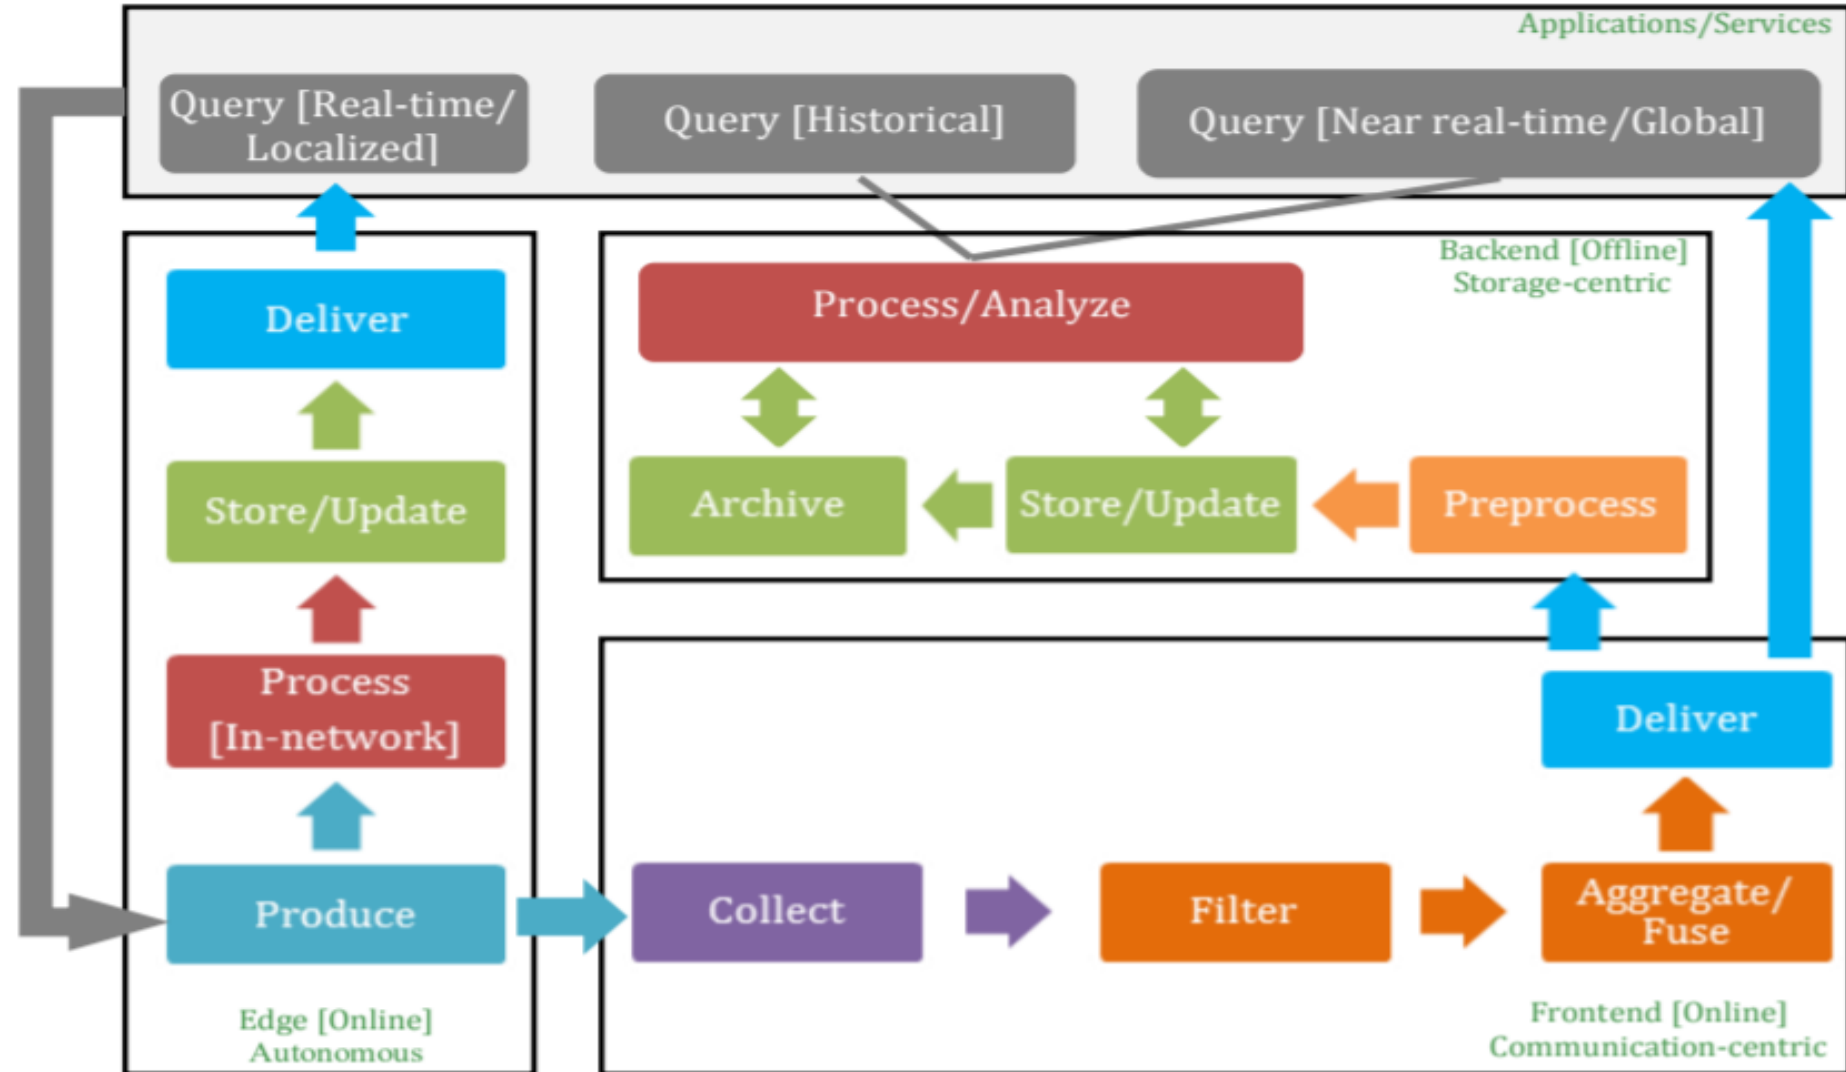 Applications/Services
Query [Real-time/
Localized]
Query [Historical]
Query [Near real-time/Global]
Deliver
Store/Update
Process
[In-network]
Produce
Edge [Online]
Autonomous
Backend [Offline]
Storage-centric
Process/Analyze
Archive
Store/Update
Preprocess
Deliver
Collect
Filter
Aggregate/
Fuse
Frontend [Online]
Communication-centric